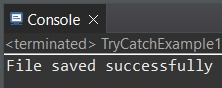 Console
<terminated> TryCatchExample1
File saved successfully